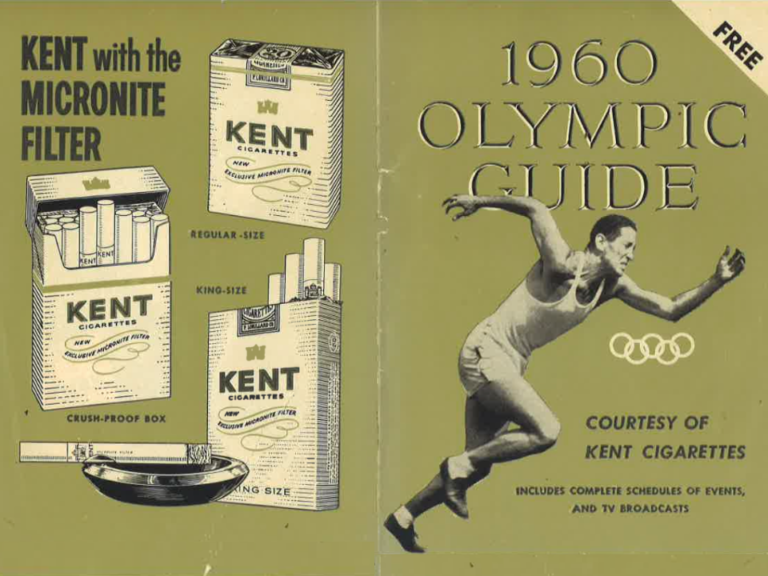 KENT with the
MICRONITE
FILTER
KENT
CIGARETTES
NEW
EXCLUSIVE MICRONITE FILTER
REGULAR-SIZE
KENT
KENT
KENT
CIGARETTES
NEW
EXCLUSIVE MICRONITE FILTER
CRUSH-PROOF BOX
KING-SIZE
KENT
CIGARETTES
NEW
EXCLUSIVE MICRONITE FILTER
KING SIZE
FREE
1960
OLYMPIC
GUIDE
COURTESY OF
KENT CIGARETTES
INCLUDES COMPLETE SCHEDULES OF EVENTS,
AND TV BROADCASTS